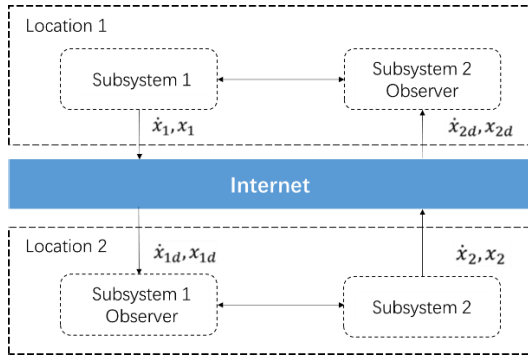 Location 1
Subsystem 1
Subsystem 2
Observer
ẋ₁, x₁
ẋ₂d, x₂d
Internet
Location 2
ẋ₁d, x₁d
ẋ₂, x₂
Subsystem 1
Observer
Subsystem 2